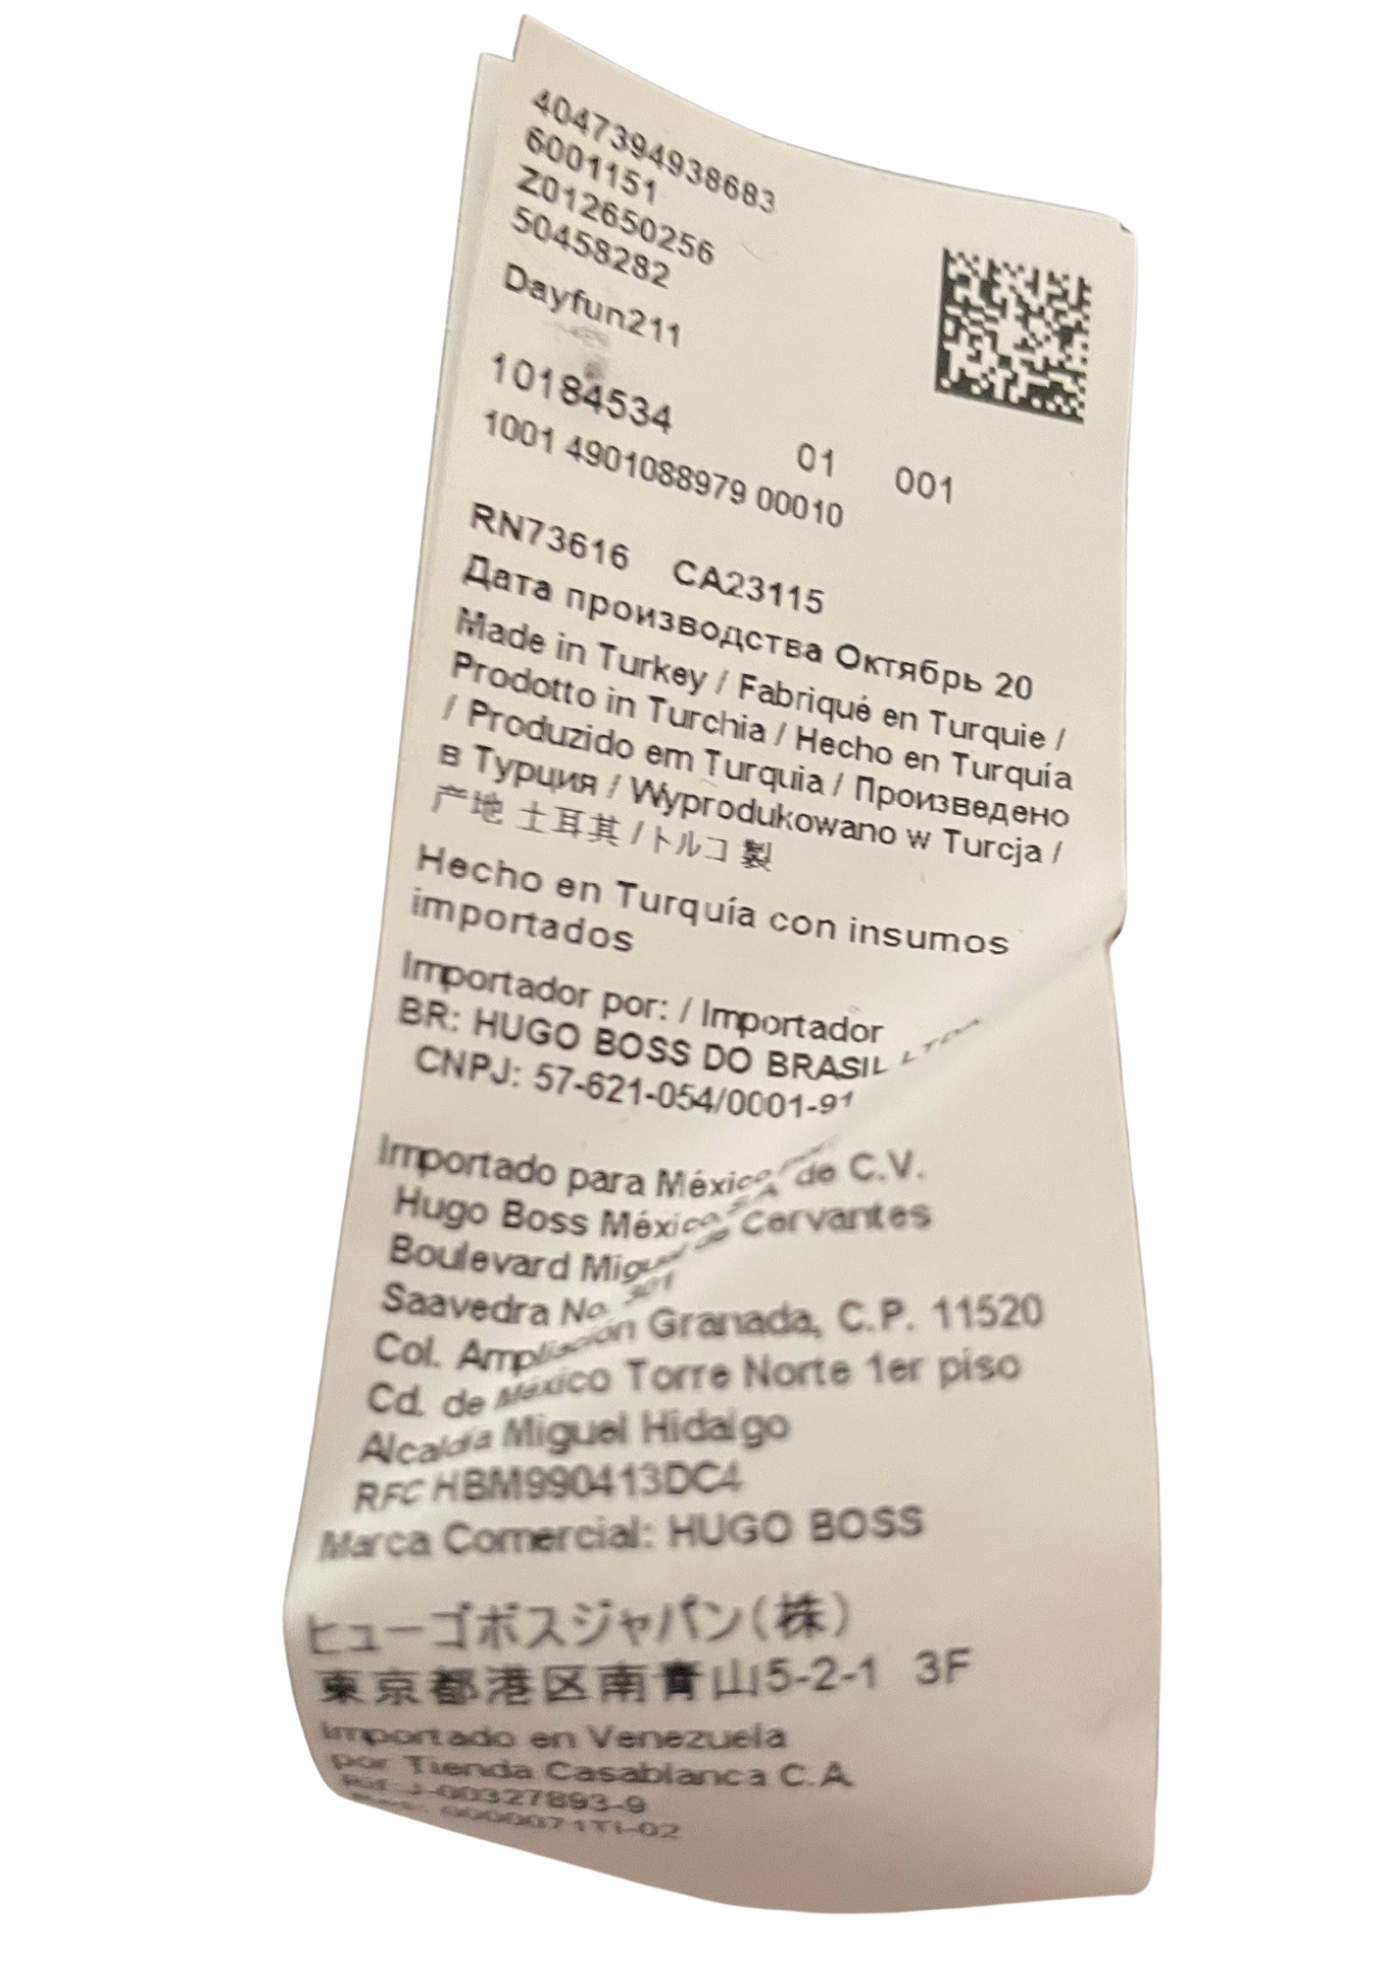 4047394938683
6001151
Z012650256
50458282
Dayfun211
10184534 01 001
1001 4901088979 00010
RN73616 CA23115
Дата производства Октябрь 20
Made in Turkey / Fabriqué en Turquie /
Prodotto in Turchia / Hecho en Turquía
/ Produzido em Turquia / Произведено
в Турция / Wyprodukowano w Turcja /
产地 土耳其 / トルコ 製
Hecho en Turquía con insumos
importados
Importador por: / Importador
BR: HUGO BOSS DO BRASIL LTDA
CNPJ: 57-621-054/0001-91
Importado para México
Hugo Boss México S.A. de C.V.
Boulevard Miguel de Cervantes
Saavedra No. 301
Col. Ampliación Granada, C.P. 11520
Cd. de México Torre Norte 1er piso
Alcaldía Miguel Hidalgo
RFC HBM990413DC4
Marca Comercial: HUGO BOSS
ヒューゴボスジャパン(株)
東京都港区南青山5-2-1 3F
Importado en Venezuela
por Tienda Casablanca C.A
Rif: J-00327893-9